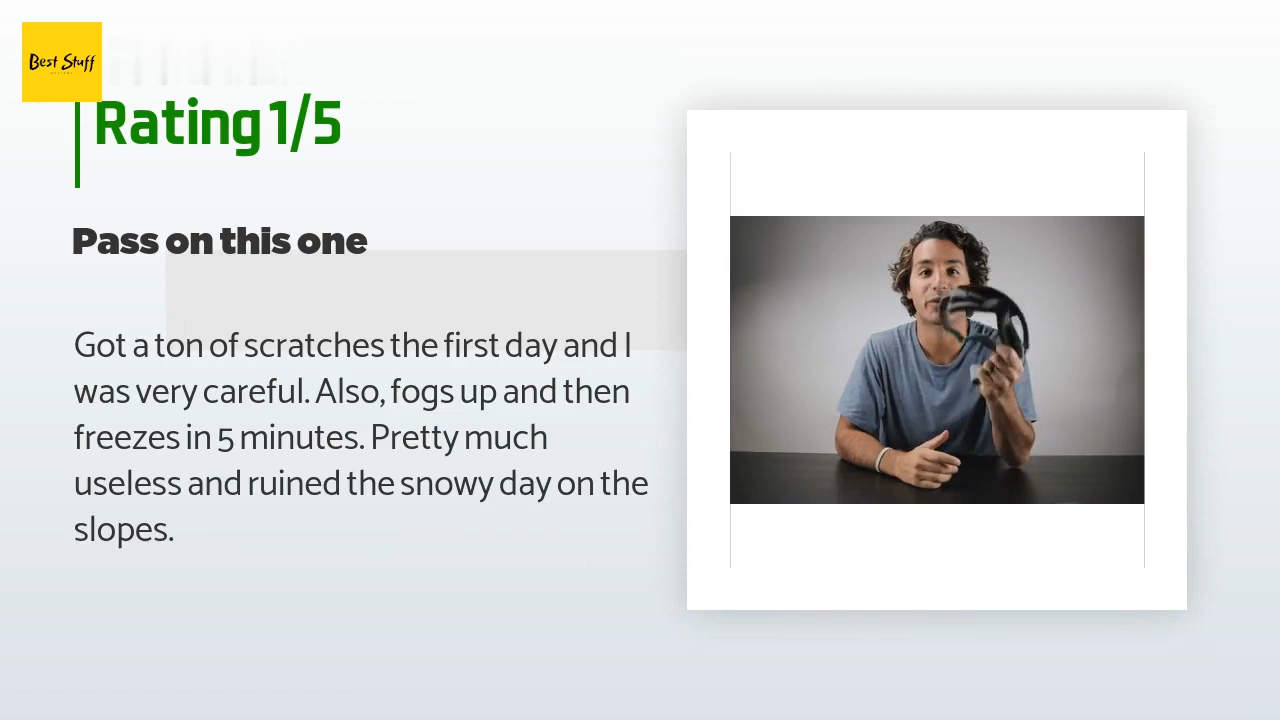 Best Stuff
Rating 1/5
Pass on this one
Got a ton of scratches the first day and I
was very careful. Also, fogs up and then
freezes in 5 minutes. Pretty much
useless and ruined the snowy day on the
slopes.